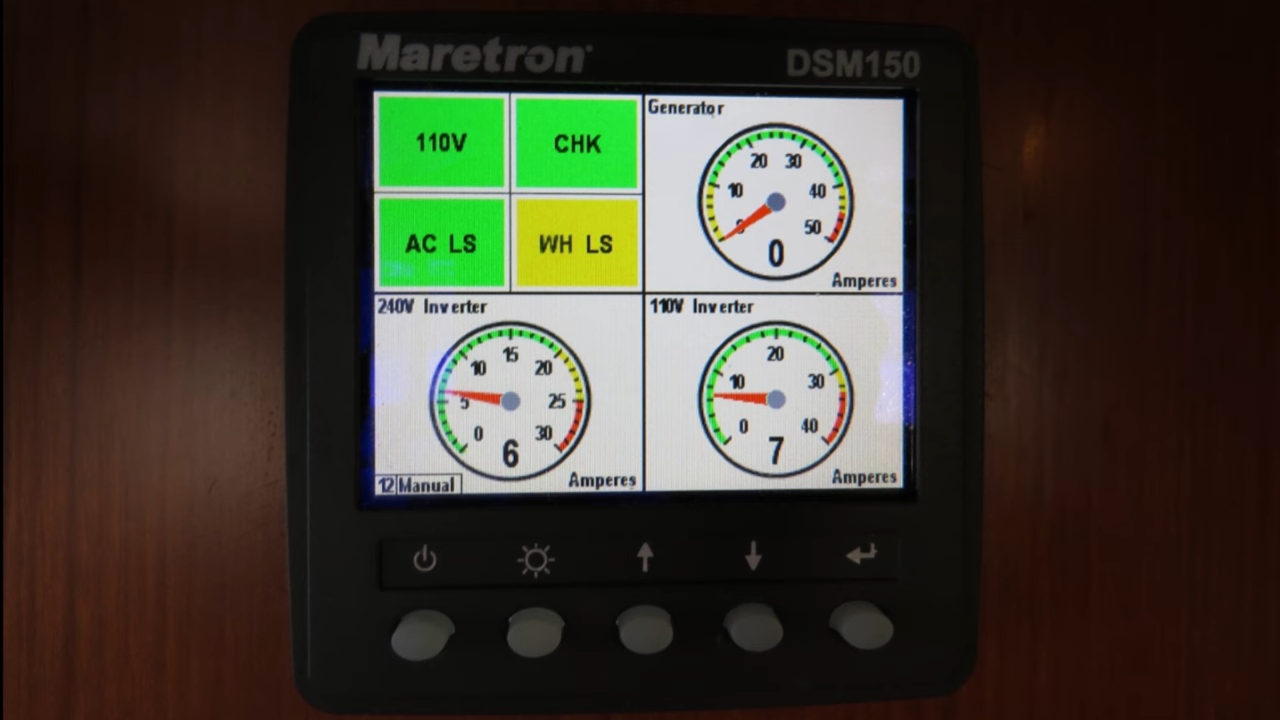 Maretron DSM150
110V CHK
AC LS WH LS
Generator
0 10 20 30 40 50
0
Amperes
240V Inverter
0 5 10 15 20 25 30
6
Amperes
12 Manual
110V Inverter
0 10 20 30 40
7
Amperes